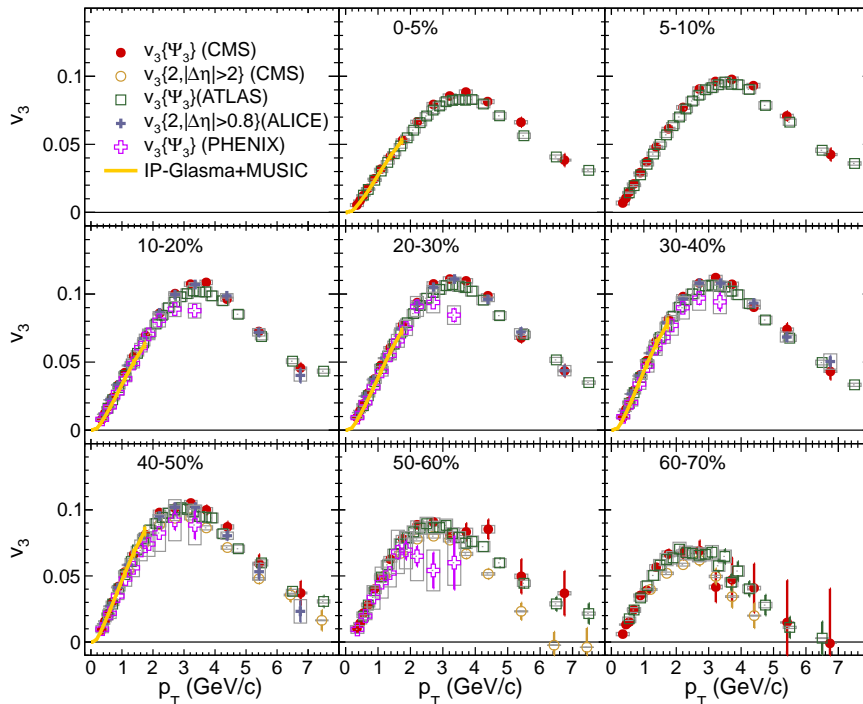 0-5%
5-10%
v₃{Ψ₃} (CMS)
v₃{2,|Δη|>2} (CMS)
v₃{Ψ₃}(ATLAS)
v₃{2,|Δη|>0.8}(ALICE)
v₃{Ψ₃} (PHENIX)
IP-Glasma+MUSIC
v₃
0.1
0.05
0
10-20%
20-30%
30-40%
v₃
0.1
0.05
0
40-50%
50-60%
60-70%
v₃
0.1
0.05
0
0 1 2 3 4 5 6 7
0 1 2 3 4 5 6 7
0 1 2 3 4 5 6 7
p_T (GeV/c)
p_T (GeV/c)
p_T (GeV/c)